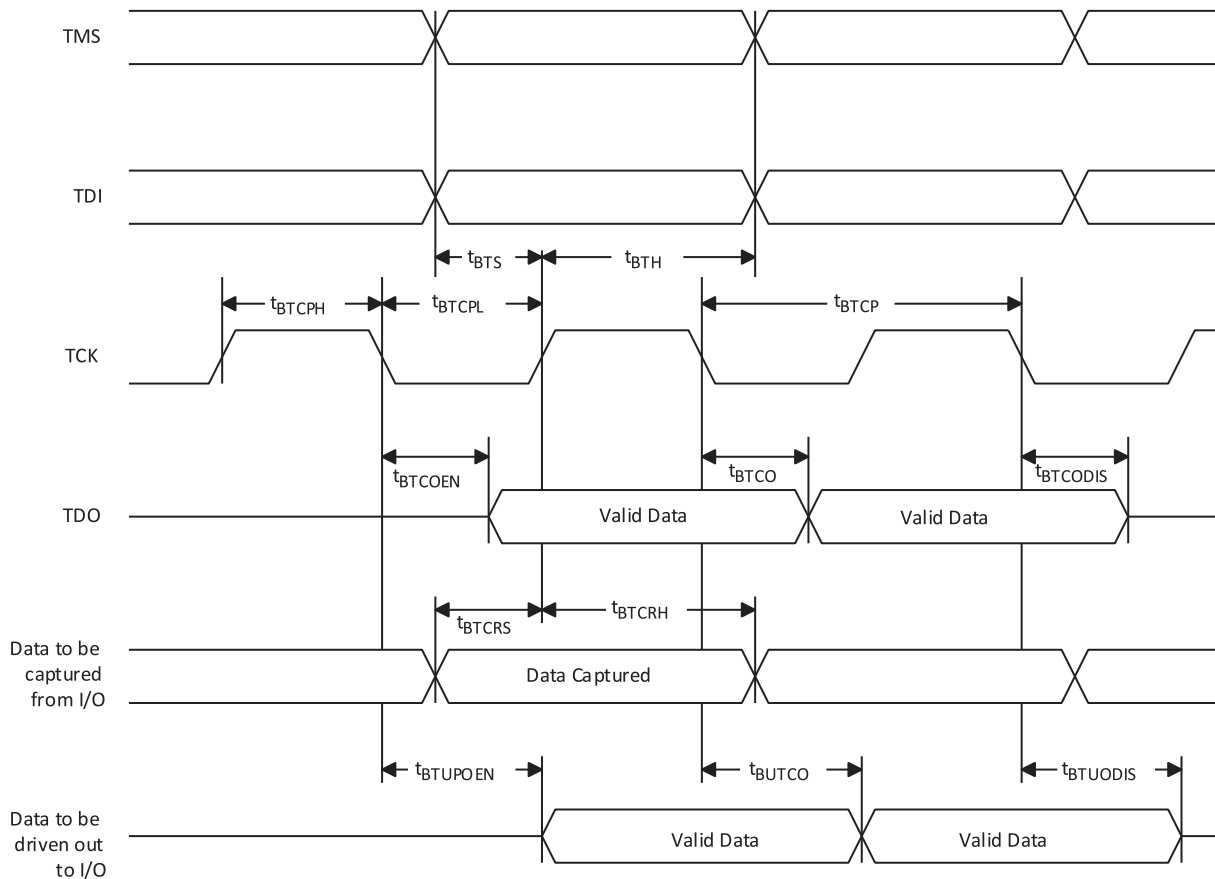 TMS
TDI
tBTS
tBTH
tBTCPH
tBTCPL
tBTCP
TCK
tBTCOEN
tBTCO
tBTCODIS
TDO
Valid Data
Valid Data
tBTCRS
tBTCRH
Data to be
captured
from I/O
Data Captured
tBTUPOEN
tBUTCO
tBTUODIS
Data to be
driven out
to I/O
Valid Data
Valid Data